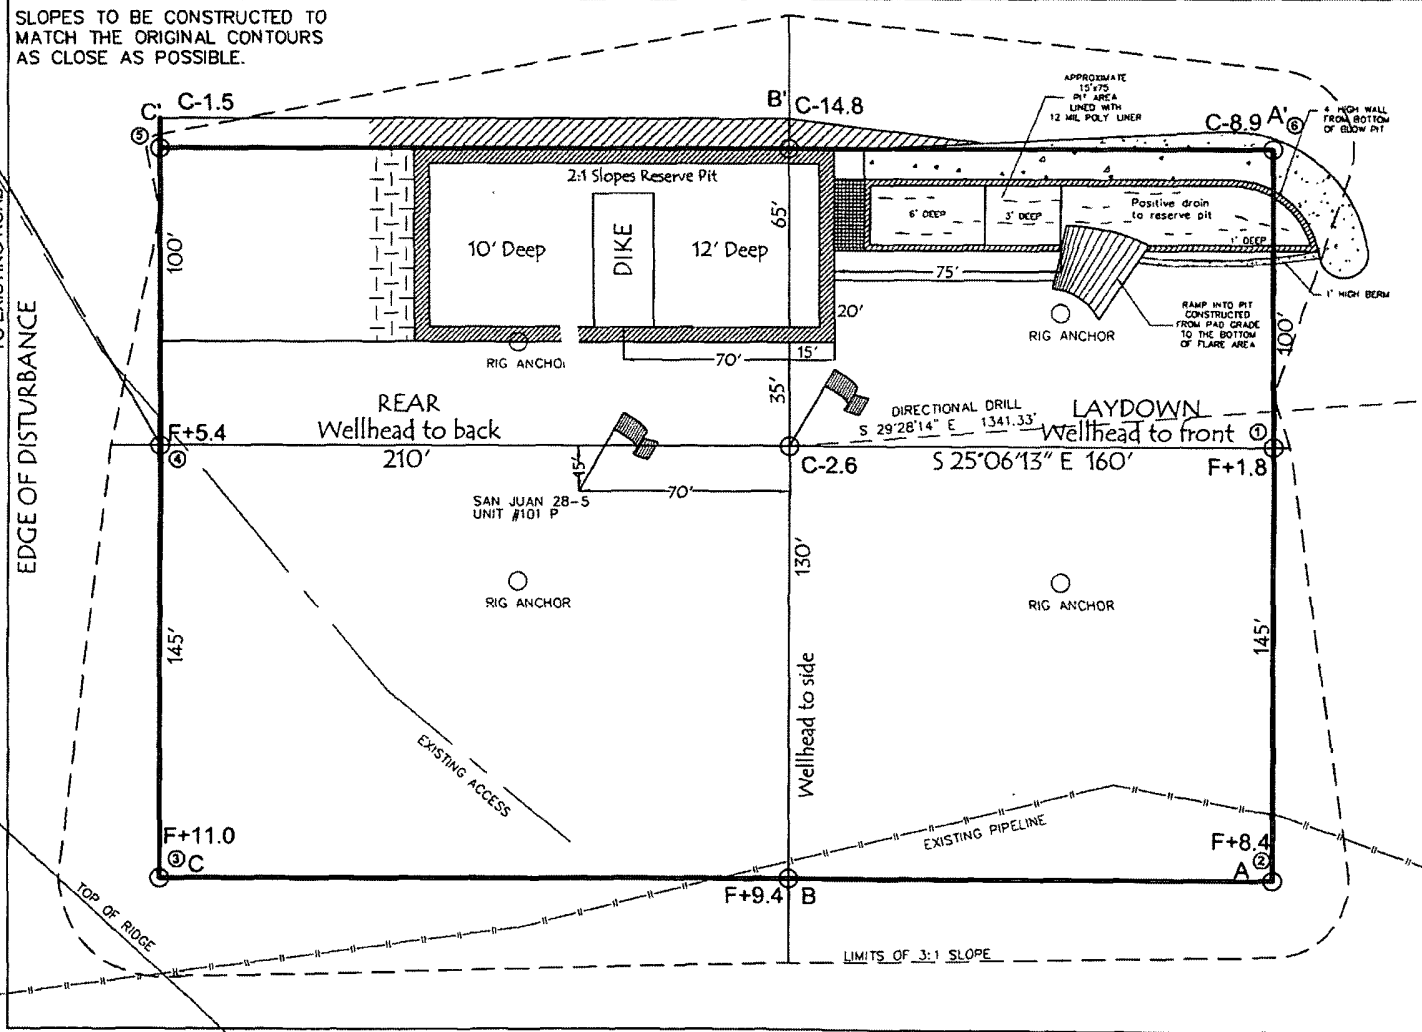 SLOPES TO BE CONSTRUCTED TO
MATCH THE ORIGINAL CONTOURS
AS CLOSE AS POSSIBLE.
C' C-1.5
⑤
B' C-14.8
APPROXIMATE
15'x75
PIT AREA
LINED WITH
12 MIL POLY LINER
C-8.9 A' ⑥
4 HIGH WALL
FROM BOTTOM
OF BLOW PIT
2:1 Slopes Reserve Pit
65'
100'
10' Deep
DIKE
12' Deep
6' DEEP
3' DEEP
Positive drain
to reserve pit
1' DEEP
75'
1' HIGH BERM
RAMP INTO PIT
CONSTRUCTED
FROM PAD GRADE
TO THE BOTTOM
OF FLARE AREA
20'
15'
70'
RIG ANCHOR
100'
EDGE OF DISTURBANCE
35'
REAR
Wellhead to back
210'
F+5.4
④
DIRECTIONAL DRILL
S 29°28'14" E 1341.33'
LAYDOWN
Wellhead to front ①
S 25°06'13" E 160'
F+1.8
C-2.6
15'
70'
SAN JUAN 28-5
UNIT #101 P
130'
RIG ANCHOR
RIG ANCHOR
145'
145'
Wellhead to side
EXISTING ACCESS
EXISTING PIPELINE
F+11.0
③ C
F+8.4
A ②
F+9.4 B
TOP OF RIDGE
LIMITS OF 3:1 SLOPE